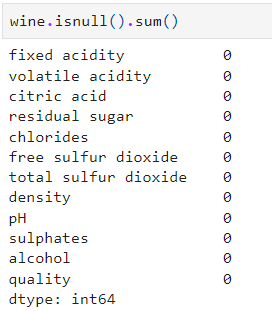 wine.isnull().sum()
fixed acidity 0
volatile acidity 0
citric acid 0
residual sugar 0
chlorides 0
free sulfur dioxide 0
total sulfur dioxide 0
density 0
pH 0
sulphates 0
alcohol 0
quality 0
dtype: int64